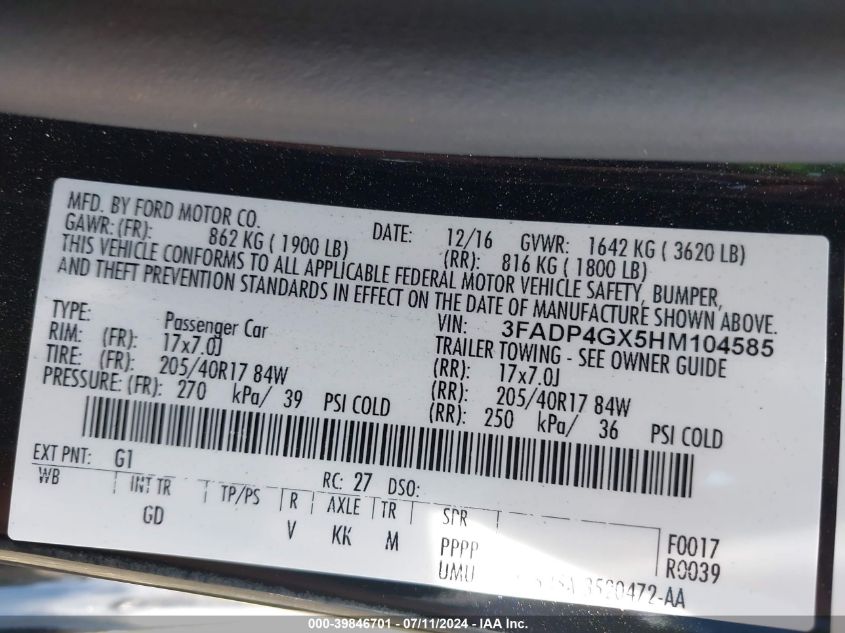 MFD. BY FORD MOTOR CO. DATE: 12/16 GVWR: 1642 KG ( 3620 LB)
GAWR: (FR): 862 KG ( 1900 LB) (RR): 816 KG ( 1800 LB)
THIS VEHICLE CONFORMS TO ALL APPLICABLE FEDERAL MOTOR VEHICLE SAFETY, BUMPER,
AND THEFT PREVENTION STANDARDS IN EFFECT ON THE DATE OF MANUFACTURE SHOWN ABOVE.
VIN: 3FADP4GX5HM104585
TYPE: Passenger Car TRAILER TOWING - SEE OWNER GUIDE
RIM: (FR): 17x7.0J (RR): 17x7.0J
TIRE: (FR): 205/40R17 84W (RR): 205/40R17 84W
PRESSURE: (FR): 270 kPa/ 39 PSI COLD (RR): 250 kPa/ 36 PSI COLD
EXT PNT: G1 RC: 27 DSO:
WB INT TR TP/PS R AXLE TR SPR F0017
GD V KK M PPPP R0039
UMU 3520472-AA
000-39846701 - 07/11/2024 - IAA Inc.